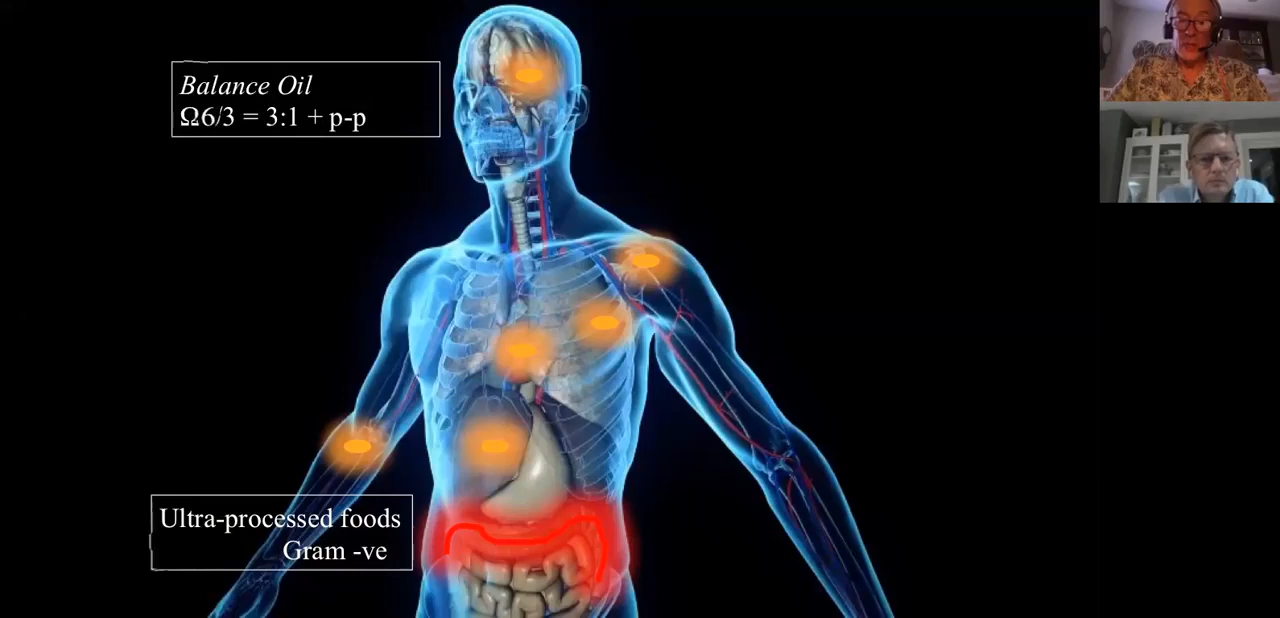 Balance Oil
Ω6/3 = 3:1 + p-p
Ultra-processed foods
Gram -ve